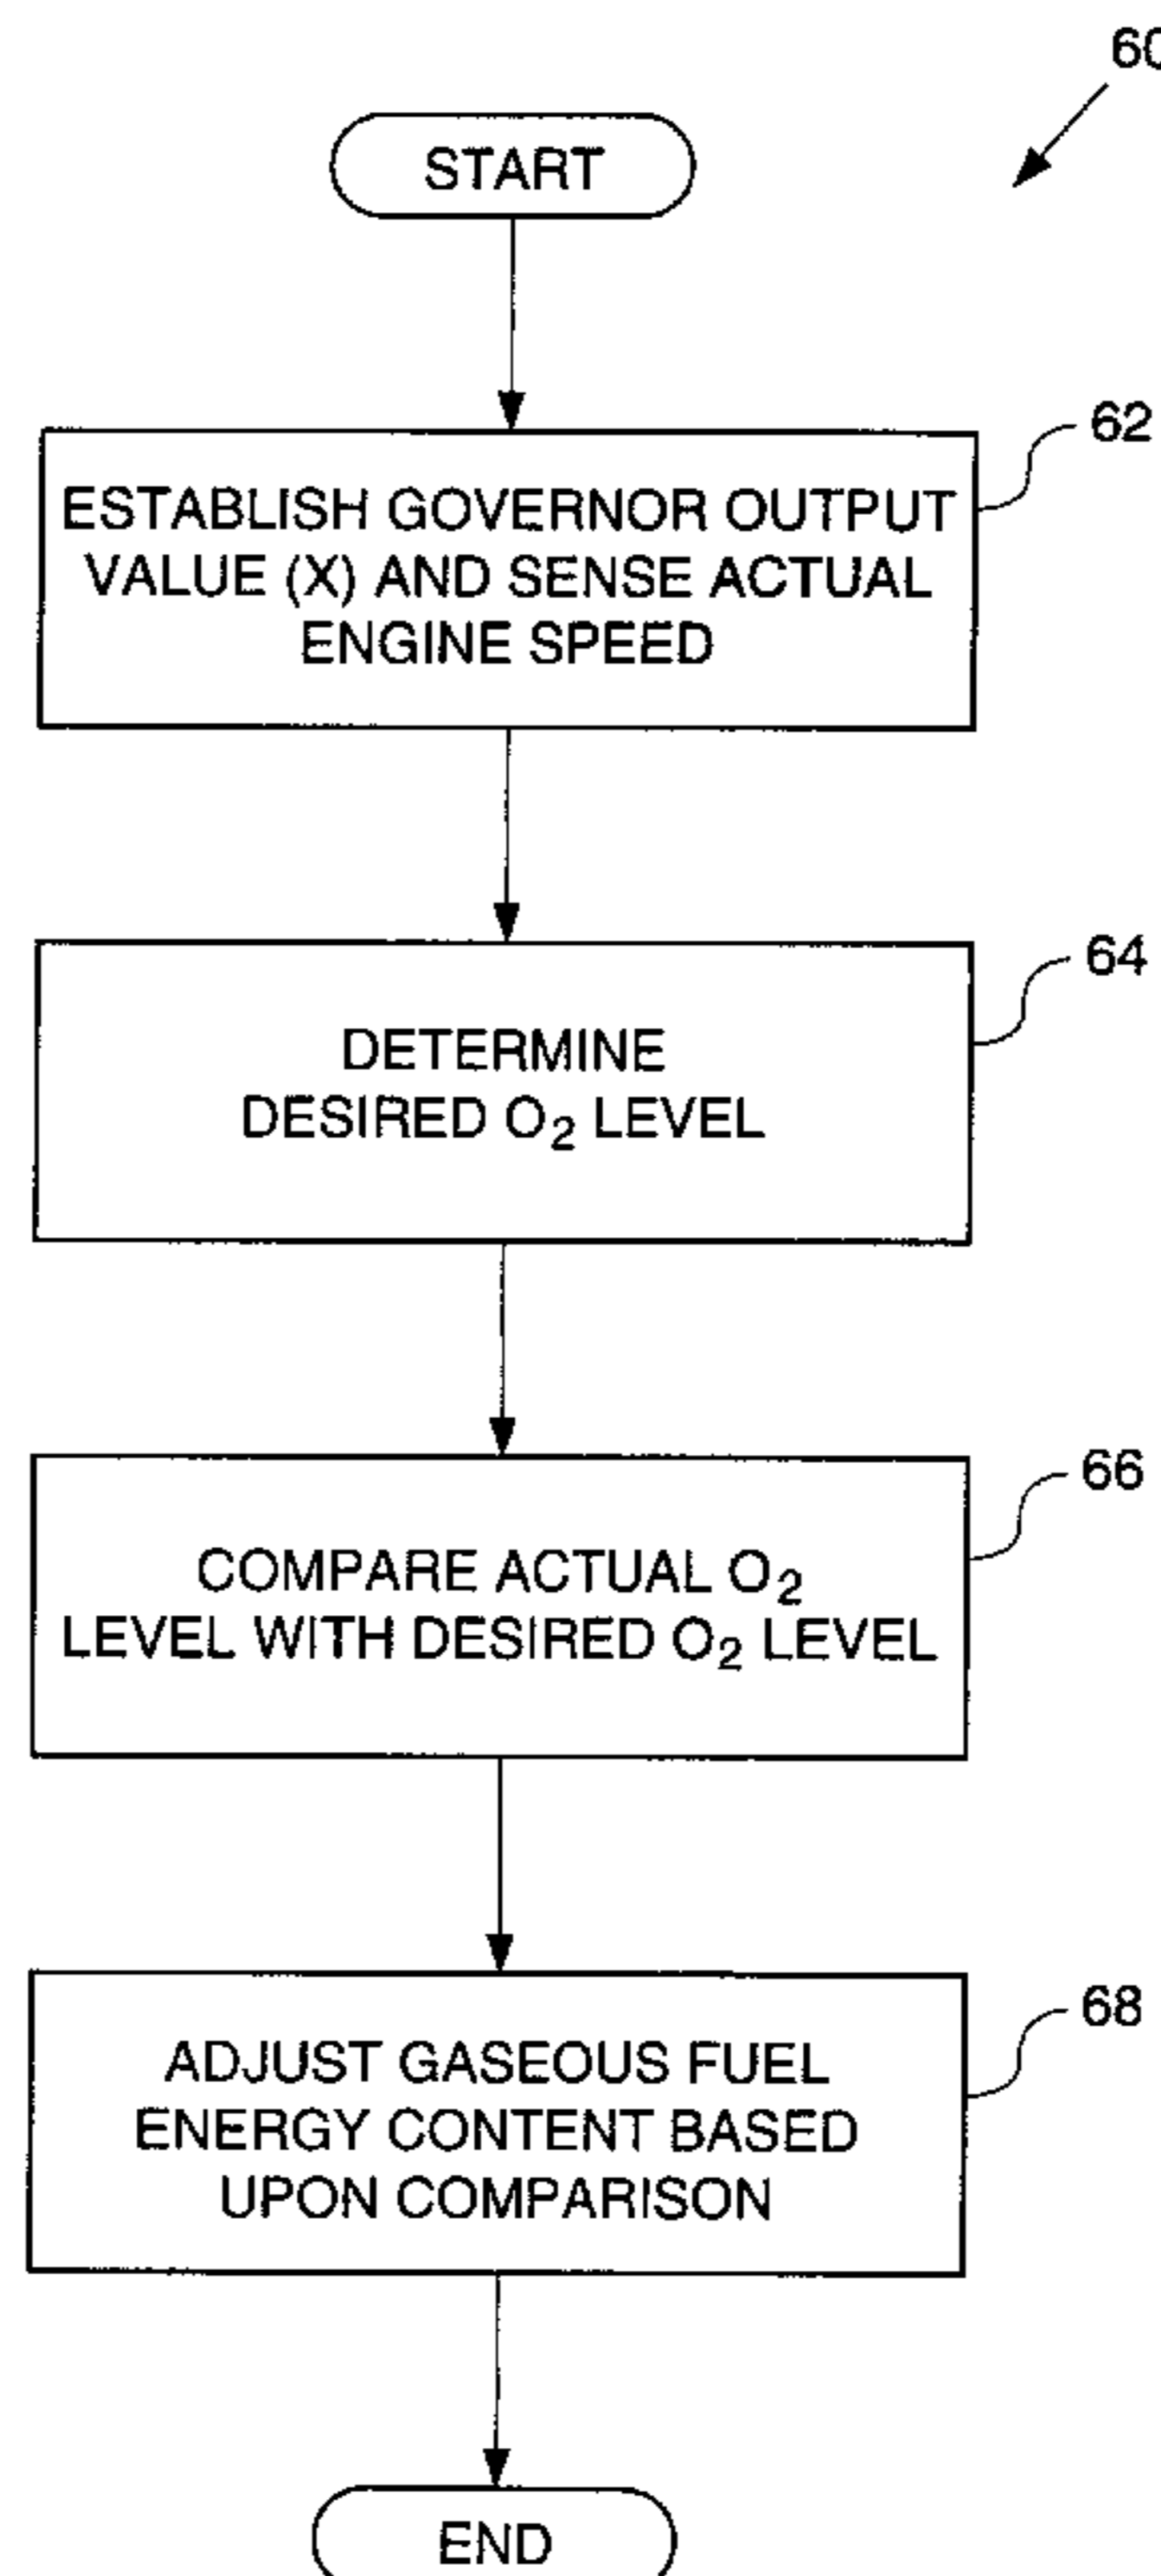 60
START
62
ESTABLISH GOVERNOR OUTPUT
VALUE (X) AND SENSE ACTUAL
ENGINE SPEED
64
DETERMINE
DESIRED O₂ LEVEL
66
COMPARE ACTUAL O₂
LEVEL WITH DESIRED O₂ LEVEL
68
ADJUST GASEOUS FUEL
ENERGY CONTENT BASED
UPON COMPARISON
END